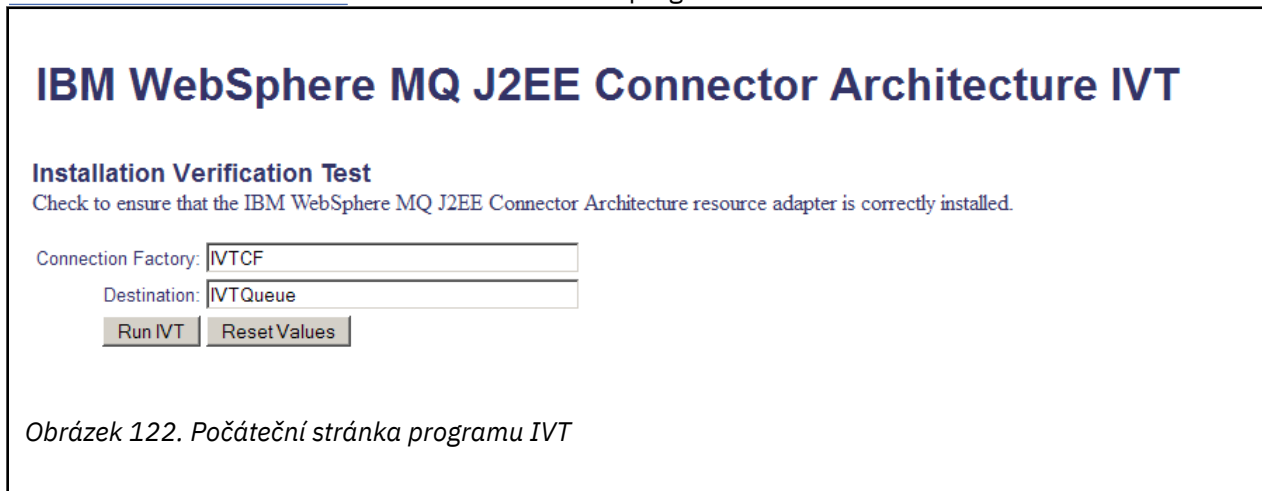 IBM WebSphere MQ J2EE Connector Architecture IVT
Installation Verification Test
Check to ensure that the IBM WebSphere MQ J2EE Connector Architecture resource adapter is correctly installed.
Connection Factory: IVTCF
Destination: IVTQueue
Run IVT Reset Values
Obrázek 122. Počáteční stránka programu IVT